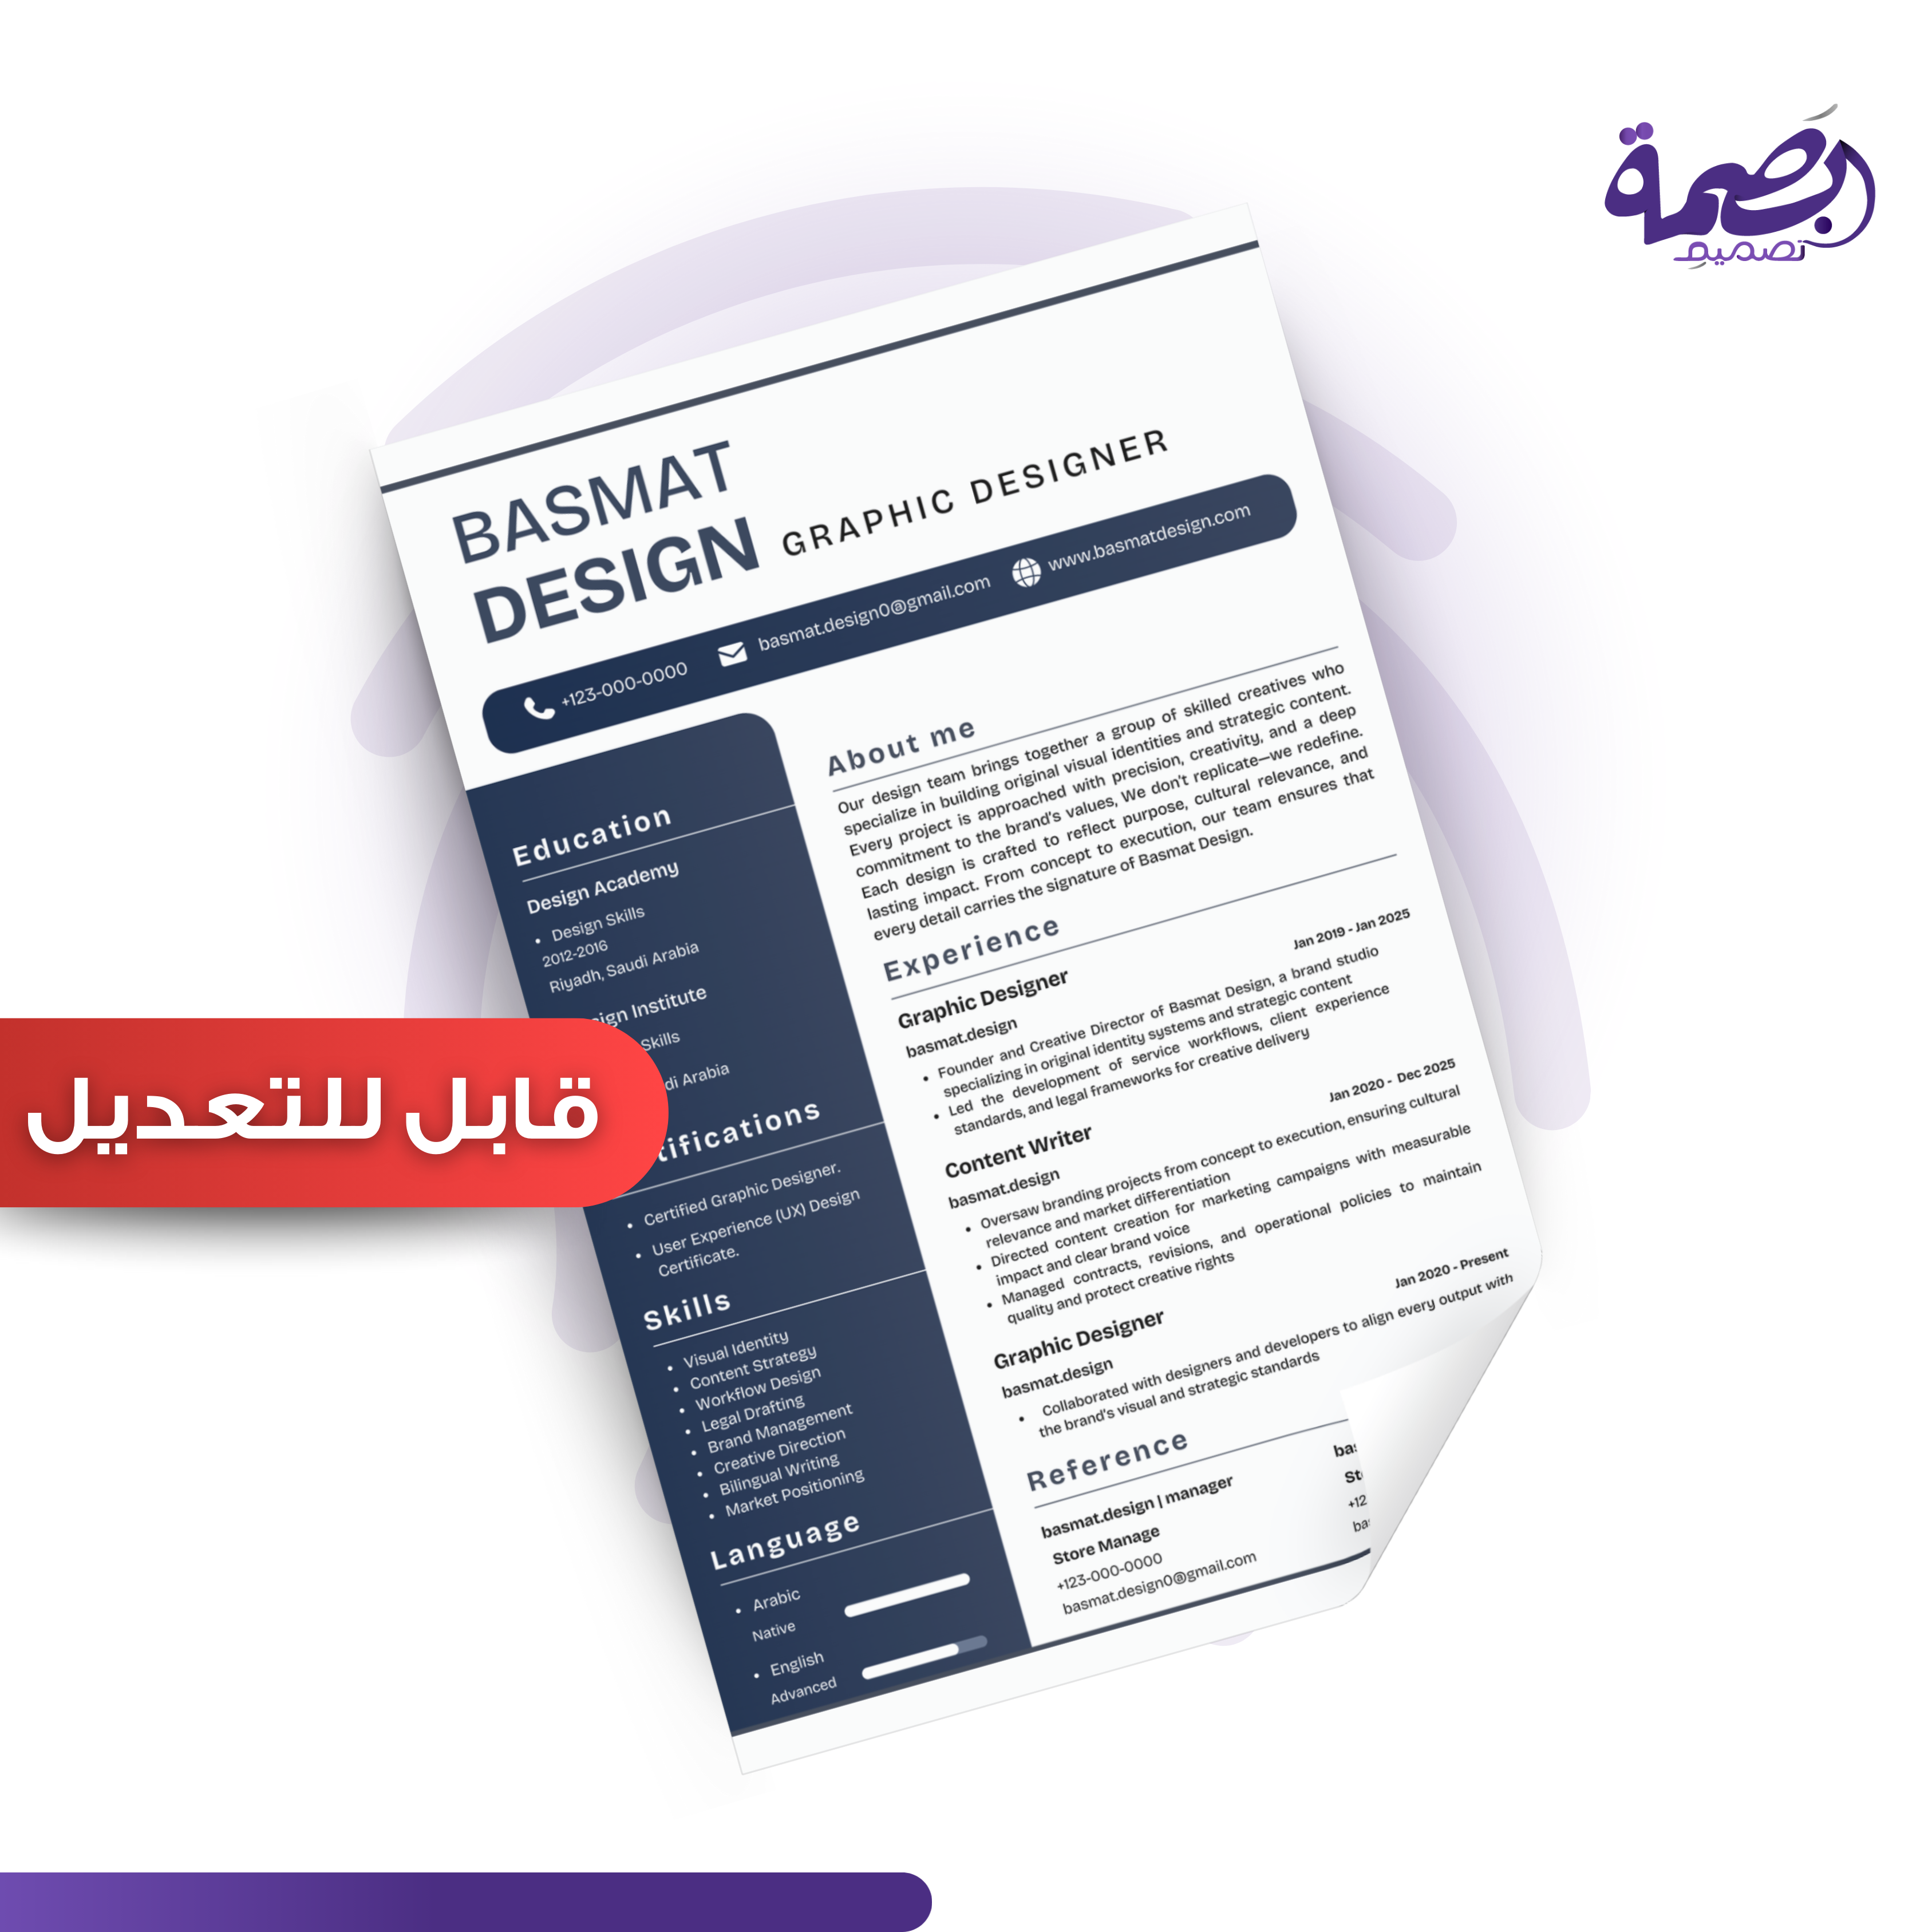 بصمة
تصميم
BASMAT
DESIGN GRAPHIC DESIGNER
+123-000-0000 basmat.design0@gmail.com www.basmatdesign.com
Education
Design Academy
• Design Skills
2012-2016
Riyadh, Saudi Arabia
ign Institute
Skills
di Arabia
tifications
• Certified Graphic Designer.
• User Experience (UX) Design
Certificate.
Skills
• Visual Identity
• Content Strategy
• Workflow Design
• Legal Drafting
• Brand Management
• Creative Direction
• Bilingual Writing
• Market Positioning
Language
• Arabic
Native
• English
Advanced
About me
Our design team brings together a group of skilled creatives who
specialize in building original visual identities and strategic content.
Every project is approached with precision, creativity, and a deep
commitment to the brand's values, We don't replicate—we redefine.
Each design is crafted to reflect purpose, cultural relevance, and
lasting impact. From concept to execution, our team ensures that
every detail carries the signature of Basmat Design.
Experience
Jan 2019 - Jan 2025
Graphic Designer
basmat.design
• Founder and Creative Director of Basmat Design, a brand studio
specializing in original identity systems and strategic content
• Led the development of service workflows, client experience
standards, and legal frameworks for creative delivery
Jan 2020 - Dec 2025
Content Writer
basmat.design
• Oversaw branding projects from concept to execution, ensuring cultural
relevance and market differentiation
• Directed content creation for marketing campaigns with measurable
impact and clear brand voice
• Managed contracts, revisions, and operational policies to maintain
quality and protect creative rights
Jan 2020 - Present
Graphic Designer
basmat.design
• Collaborated with designers and developers to align every output with
the brand's visual and strategic standards
Reference
basmat.design | manager
Store Manage
+123-000-0000
basmat.design0@gmail.com
bas
St
+12
ba
قابل للتعديل